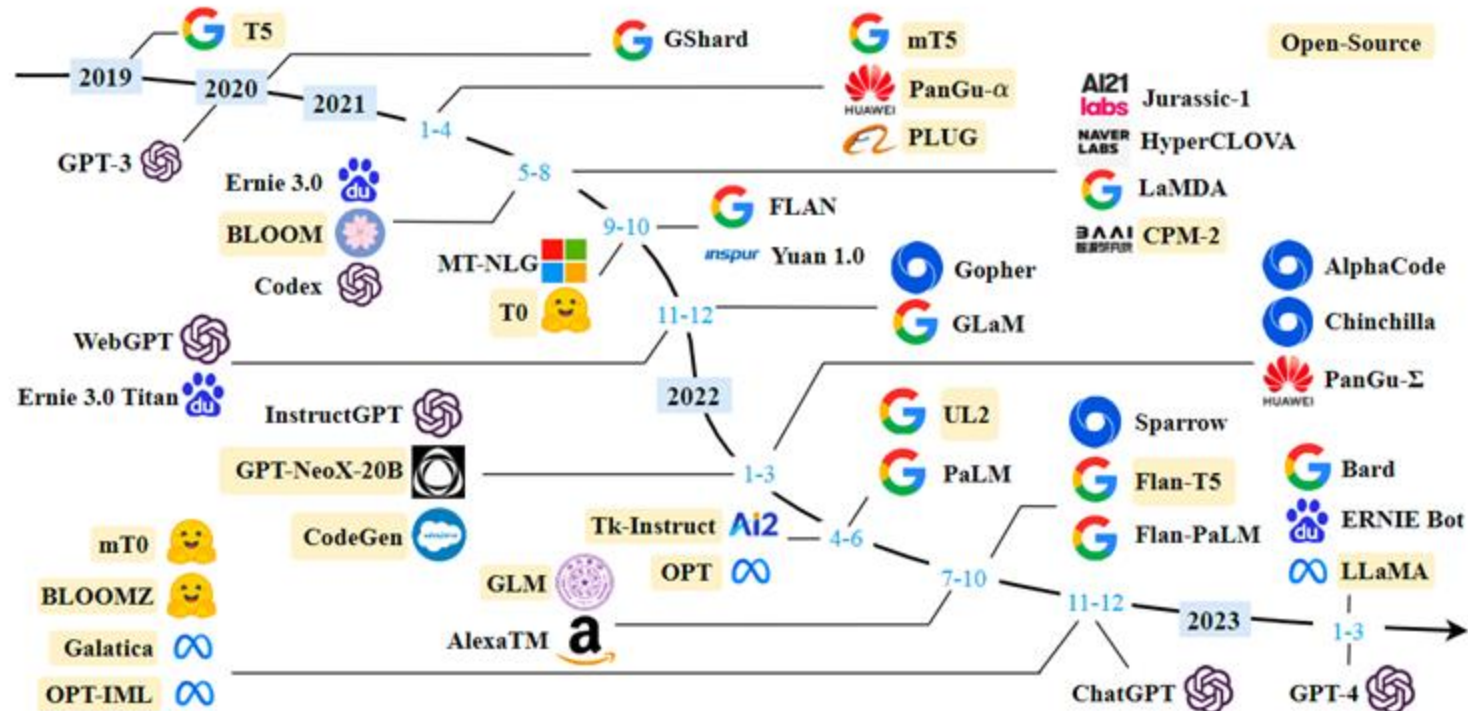 T5
GShard
mT5
Open-Source
2019
2020
2021
HUAWEI
PanGu-α
AI21
labs
Jurassic-1
1-4
PLUG
NAVER
LABS
HyperCLOVA
GPT-3
Ernie 3.0
du
5-8
LaMDA
BLOOM
9-10
FLAN
BAAI
CPM-2
MT-NLG
inspur
Yuan 1.0
Gopher
AlphaCode
Codex
T0
11-12
GLaM
Chinchilla
WebGPT
Ernie 3.0 Titan
du
2022
HUAWEI
PanGu-Σ
InstructGPT
UL2
Sparrow
GPT-NeoX-20B
1-3
PaLM
Flan-T5
Bard
mT0
CodeGen
Tk-Instruct
Ai2
4-6
Flan-PaLM
du
ERNIE Bot
BLOOMZ
GLM
OPT
7-10
LLaMA
Galatica
AlexaTM
a
11-12
2023
1-3
OPT-IML
ChatGPT
GPT-4